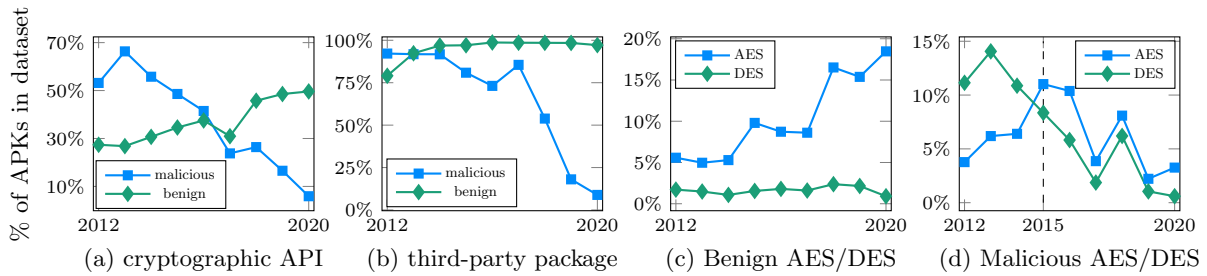 % of APKs in dataset
70%
50%
30%
10%
malicious
benign
2012
2020
(a) cryptographic API
100%
75%
50%
25%
0%
malicious
benign
2012
2020
(b) third-party package
20%
15%
10%
5%
0%
AES
DES
2012
2020
(c) Benign AES/DES
15%
10%
5%
0%
AES
DES
2012
2015
2020
(d) Malicious AES/DES